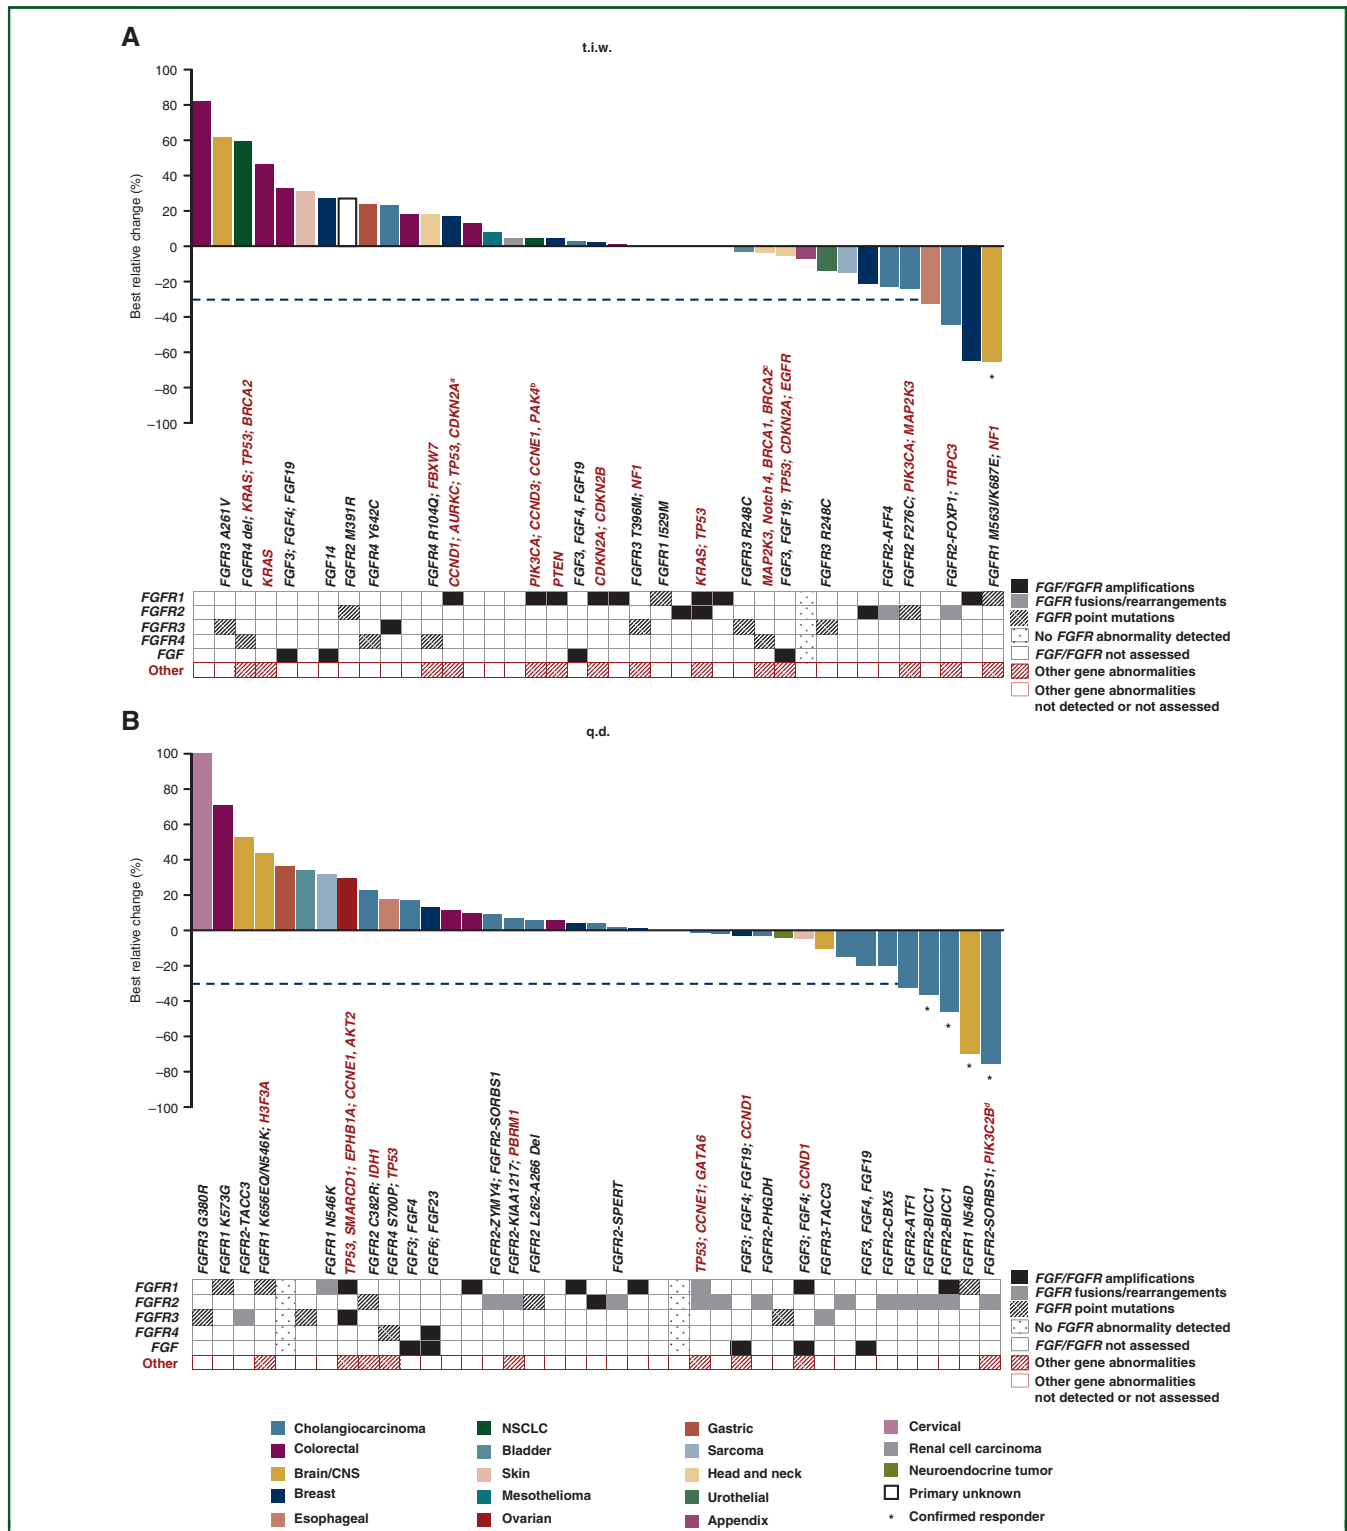 A
t.i.w.
100
80
60
40
20
0
−20
−40
−60
−80
−100
Best relative change (%)
*
FGFR3 A261V
FGFR4 del; KRAS; TP53; BRCA2
KRAS
FGF3; FGF4; FGF19
FGF14
FGFR2 M391R
FGFR4 Y642C
FGFR4 R104Q; FBXW7
CCND1; AURKC; TP53, CDKN2Aa
PIK3CA; CCND3; CCNE1, PAK4b
PTEN
FGF3, FGF4, FGF19
CDKN2A; CDKN2B
FGFR3 T396M; NF1
FGFR1 I529M
KRAS; TP53
FGFR3 R248C
MAP2K3, Notch 4, BRCA1, BRCA2c
FGF3, FGF19; TP53; CDKN2A; EGFR
FGFR3 R248C
FGFR2-AFF4
FGFR2 F276C; PIK3CA; MAP2K3
FGFR2-FOXP1; TRPC3
FGFR1 M563I/K687E; NF1
FGFR1
FGFR2
FGFR3
FGFR4
FGF
Other
FGF/FGFR amplifications
FGFR fusions/rearrangements
FGFR point mutations
No FGFR abnormality detected
FGF/FGFR not assessed
Other gene abnormalities
Other gene abnormalities
not detected or not assessed
B
q.d.
100
80
60
40
20
0
−20
−40
−60
−80
−100
Best relative change (%)
*
*
*
*
FGFR3 G380R
FGFR1 K573G
FGFR2-TACC3
FGFR1 K656EQ/N546K; H3F3A
FGFR1 N546K
TP53, SMARCD1; EPHB1A; CCNE1, AKT2
FGFR2 C382R; IDH1
FGFR4 S700P; TP53
FGF3; FGF4
FGF6; FGF23
FGFR2-ZYMY4; FGFR2-SORBS1
FGFR2-KIAA1217; PBRM1
FGFR2 L262-A266 Del
FGFR2-SPERT
TP53; CCNE1; GATA6
FGF3; FGF4; FGF19; CCND1
FGFR2-PHGDH
FGF3; FGF4; CCND1
FGFR3-TACC3
FGF3, FGF4, FGF19
FGFR2-CBX5
FGFR2-ATF1
FGFR2-BICC1
FGFR2-BICC1
FGFR1 N546D
FGFR2-SORBS1; PIK3C2Bd
FGFR1
FGFR2
FGFR3
FGFR4
FGF
Other
FGF/FGFR amplifications
FGFR fusions/rearrangements
FGFR point mutations
No FGFR abnormality detected
FGF/FGFR not assessed
Other gene abnormalities
Other gene abnormalities
not detected or not assessed
Cholangiocarcinoma
Colorectal
Brain/CNS
Breast
Esophageal
NSCLC
Bladder
Skin
Mesothelioma
Ovarian
Gastric
Sarcoma
Head and neck
Urothelial
Appendix
Cervical
Renal cell carcinoma
Neuroendocrine tumor
Primary unknown
* Confirmed responder